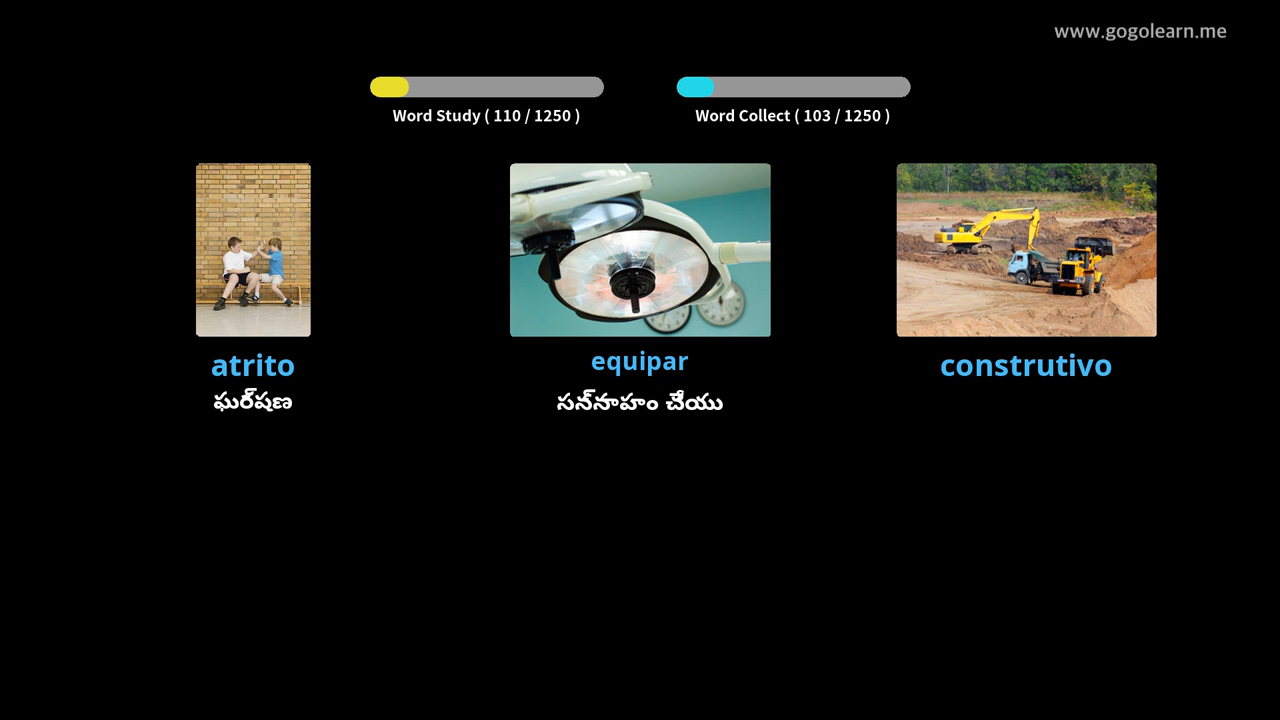 www.gogolearn.me
Word Study ( 110 / 1250 )
Word Collect ( 103 / 1250 )
atrito
equipar
construtivo
ఘర్‌షణ
సన్‌నాహం చేయు